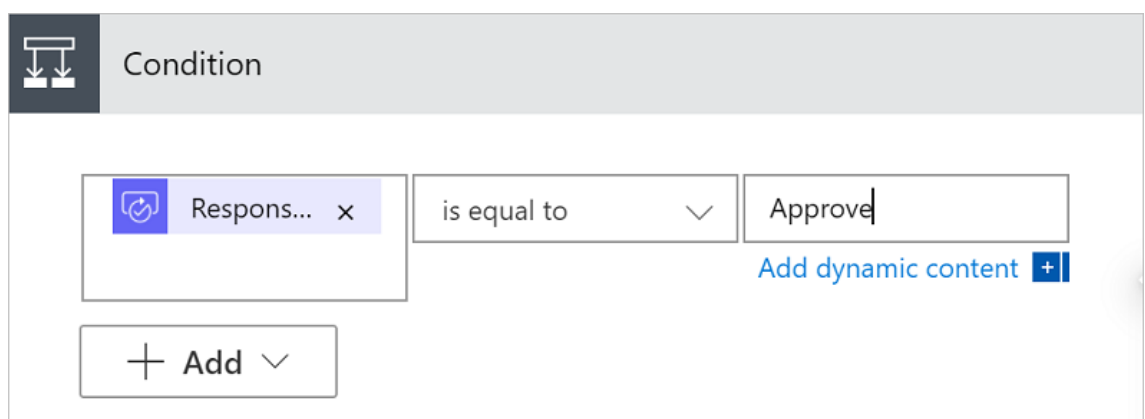 Condition
Respons... × is equal to Approve
Add dynamic content +
+ Add